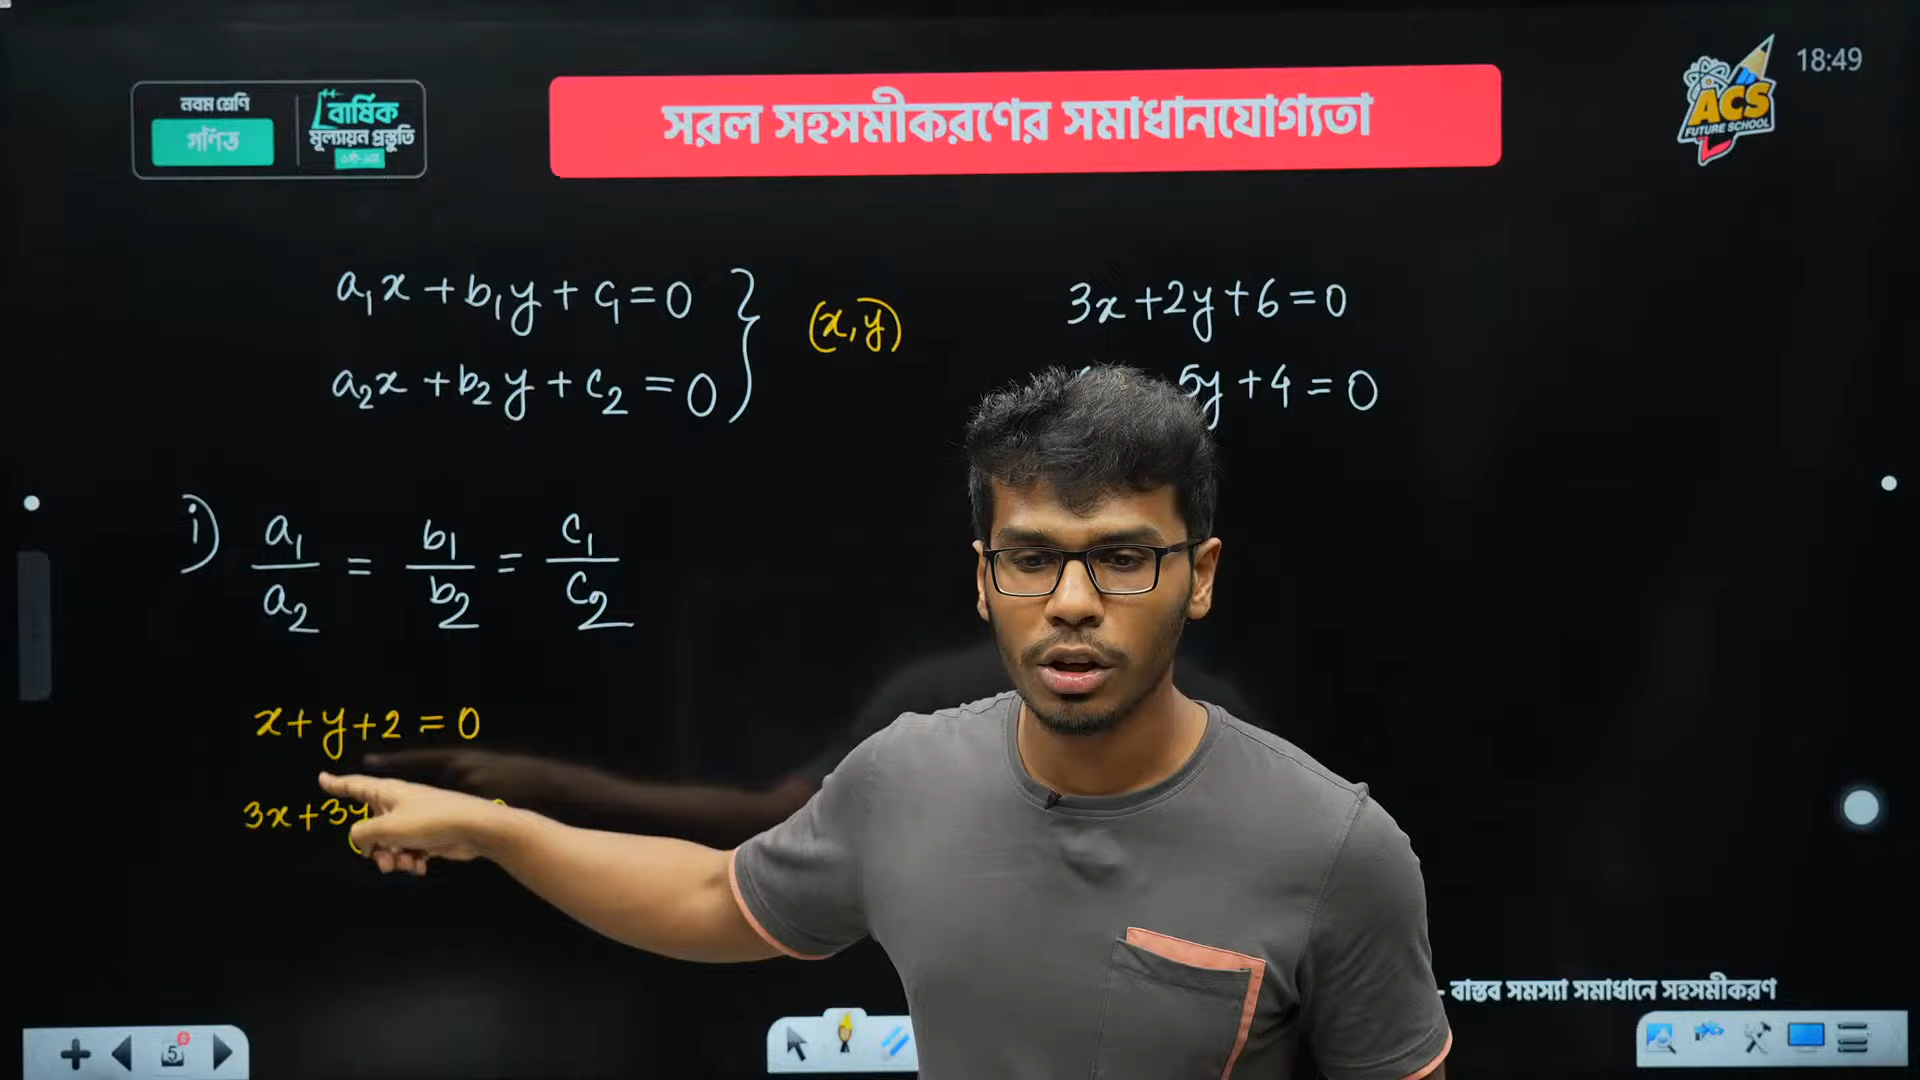 নবম শ্রেণি
গণিত
বার্ষিক
মূল্যায়ন প্রস্তুতি
সরল সহসমীকরণের সমাধানযোগ্যতা
ACS
FUTURE SCHOOL
18:49
a₁x + b₁y + c₁ = 0
a₂x + b₂y + c₂ = 0
(x, y)
3x + 2y + 6 = 0
5y + 4 = 0
i) a₁/a₂ = b₁/b₂ = c₁/c₂
x + y + 2 = 0
3x + 3y
- বাস্তব সমস্যা সমাধানে সহসমীকরণ
5